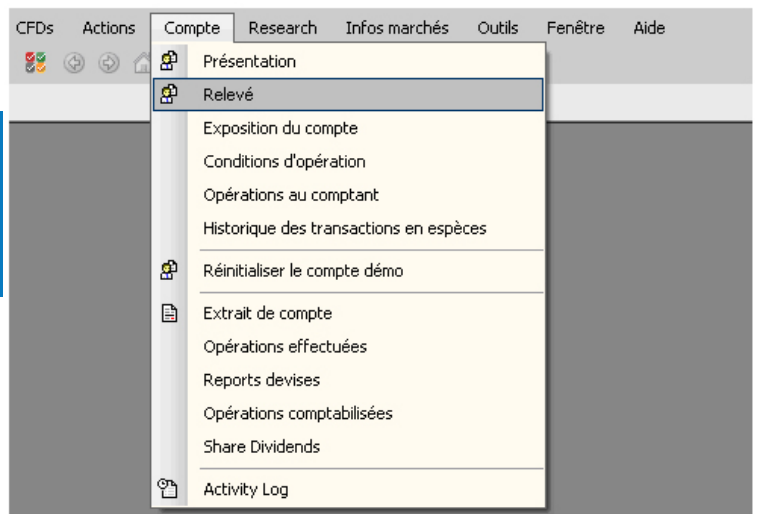 CFDs Actions Compte Research Infos marchés Outils Fenêtre Aide
Présentation
Relevé
Exposition du compte
Conditions d'opération
Opérations au comptant
Historique des transactions en espèces
Réinitialiser le compte démo
Extrait de compte
Opérations effectuées
Reports devises
Opérations comptabilisées
Share Dividends
Activity Log